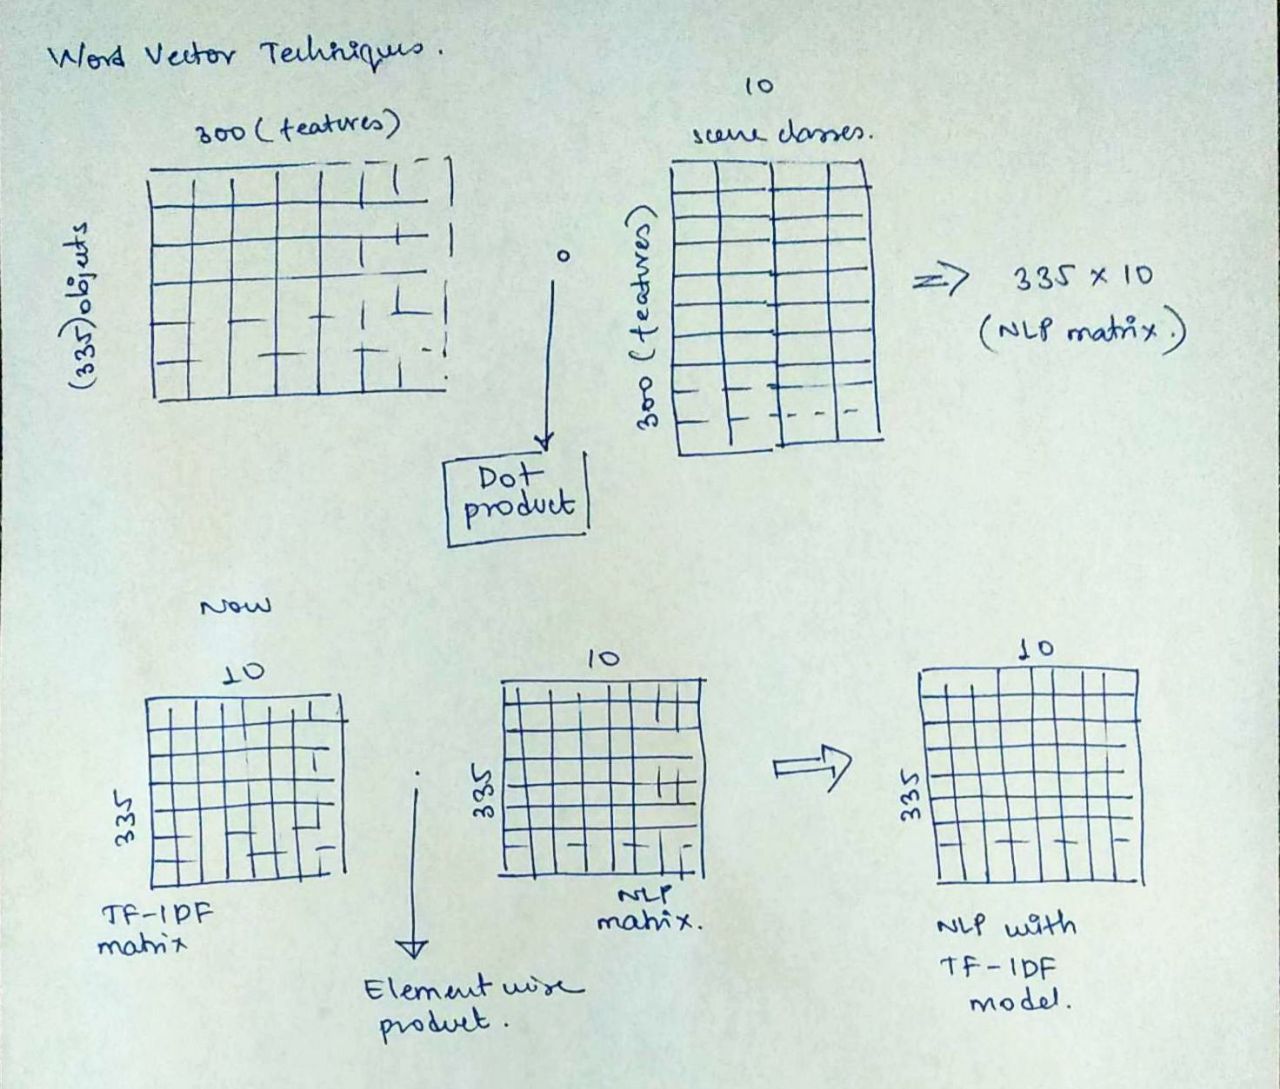 Word Vector Techniques.
10
300 (features)
scene classes.
(335) objects
300 (features)
=> 335 x 10
(NLP matrix.)
Dot
product
Now
10
10
10
335
335
335
TF-IDF
matrix
NLP
matrix.
NLP with
TF-IDF
model.
Element wise
product.